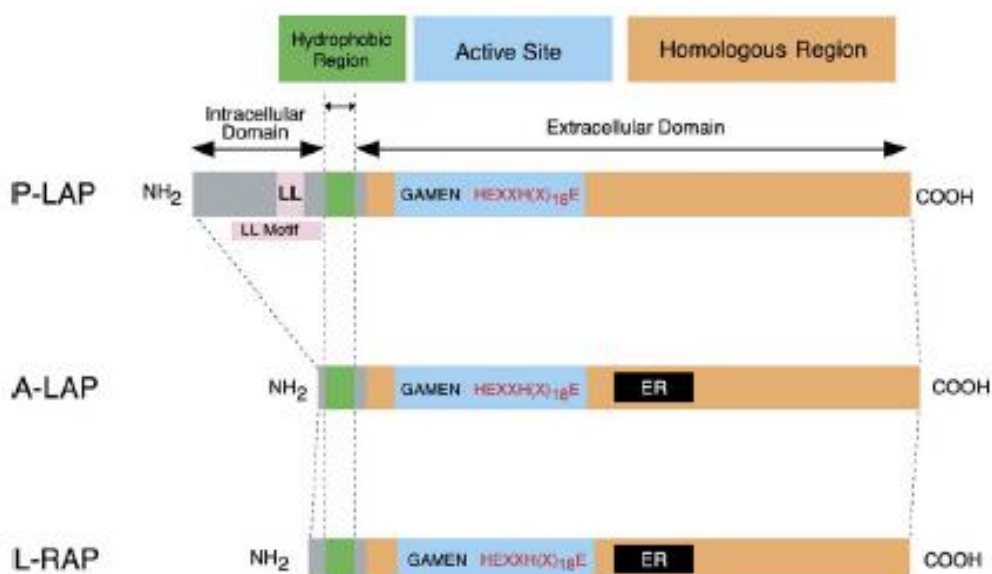 Hydrophobic
Region
Active Site
Homologous Region
Intracellular
Domain
Extracellular Domain
P-LAP NH2 LL GAMEN HEXXH(X)18E COOH
LL Motif
A-LAP NH2 GAMEN HEXXH(X)18E ER COOH
L-RAP NH2 GAMEN HEXXH(X)18E ER COOH